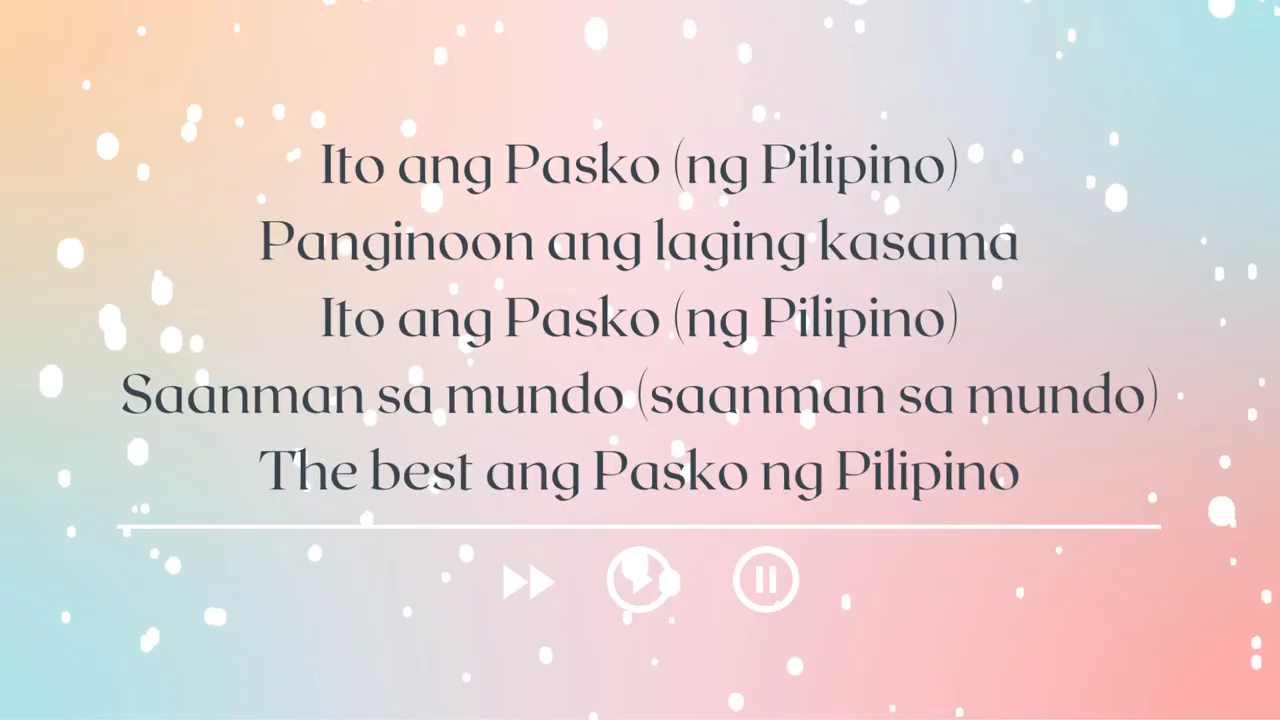 Ito ang Pasko (ng Pilipino)
Panginoon ang laging kasama
Ito ang Pasko (ng Pilipino)
Saanman sa mundo (saanman sa mundo)
The best ang Pasko ng Pilipino